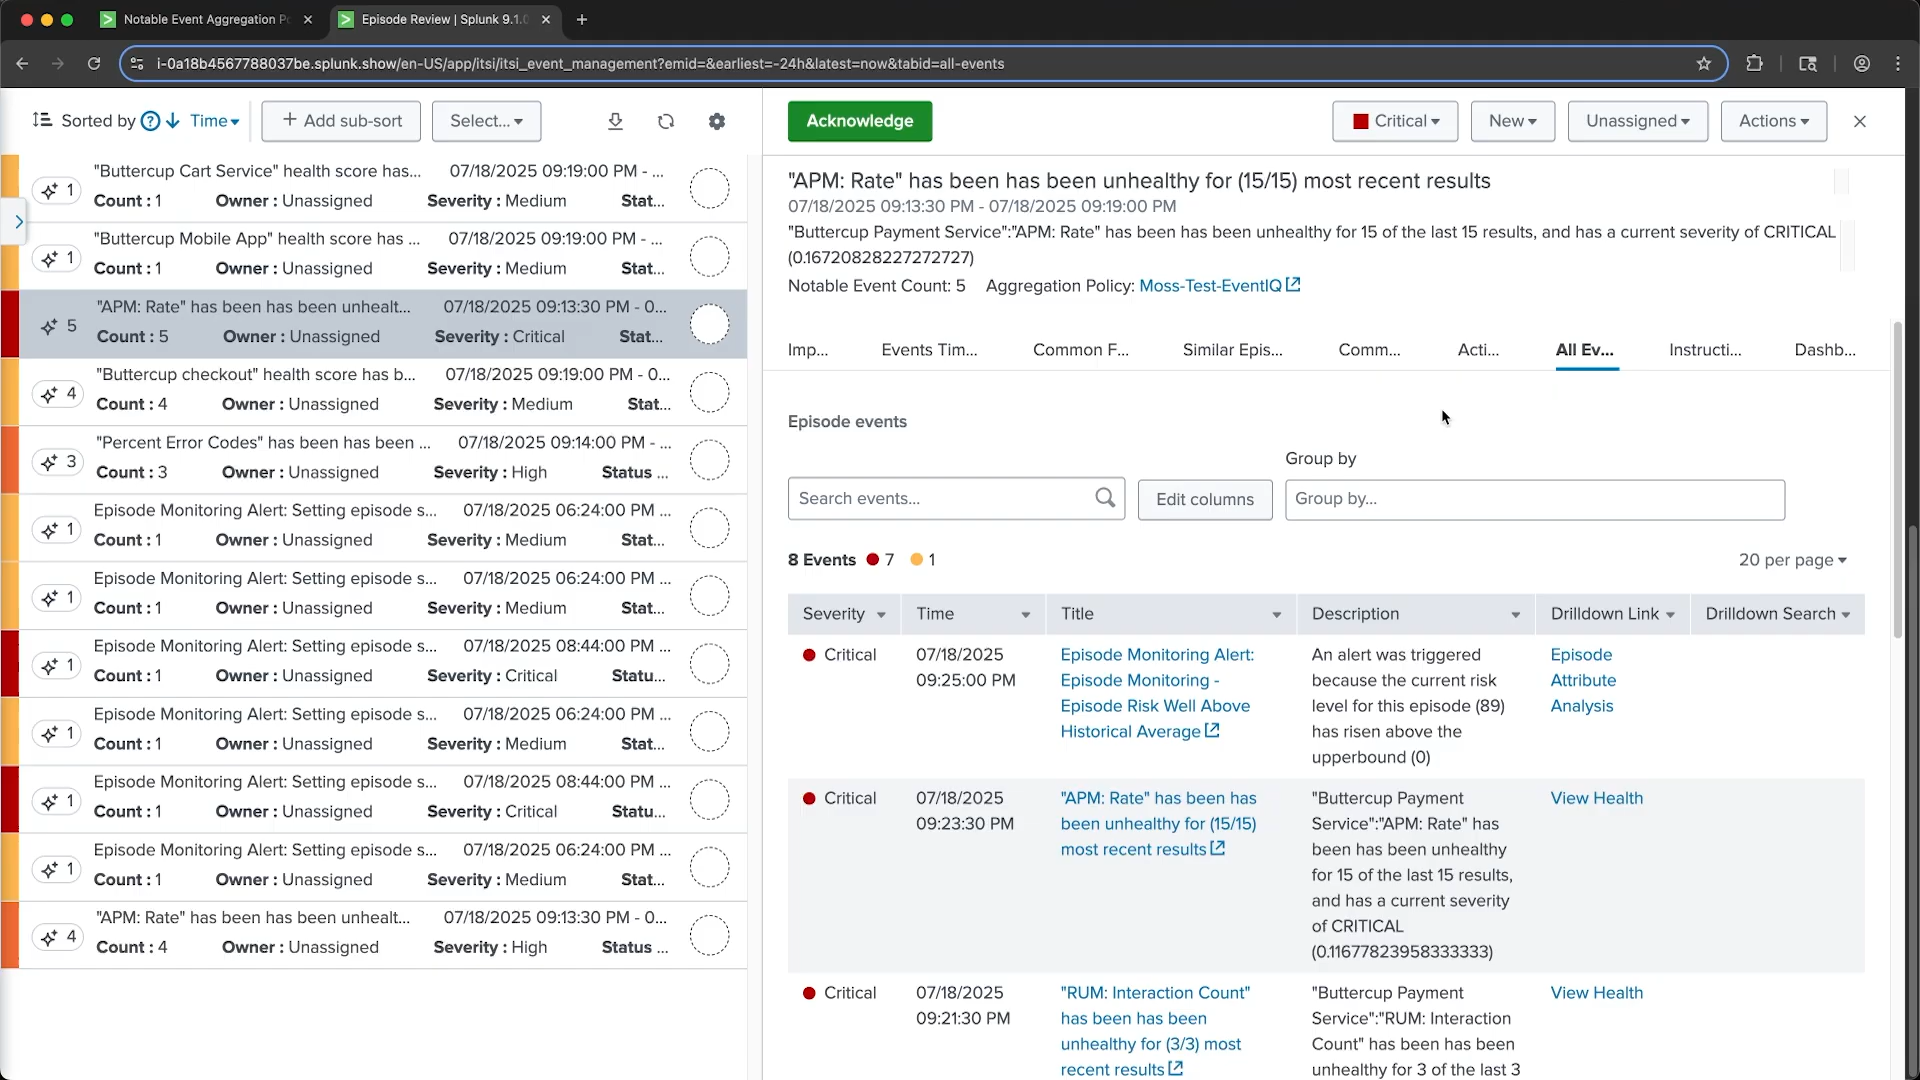 Notable Event Aggregation Po
Episode Review | Splunk 9.1.0
i-0a18b4567788037be.splunk.show/en-US/app/itsi/itsi_event_management?emid=&earliest=-24h&latest=now&tabid=all-events
Sorted by ? Time
+ Add sub-sort
Select...
"Buttercup Cart Service" health score has... 07/18/2025 09:19:00 PM - ...
1 Count : 1 Owner : Unassigned Severity : Medium Stat...
"Buttercup Mobile App" health score has ... 07/18/2025 09:19:00 PM - ...
1 Count : 1 Owner : Unassigned Severity : Medium Stat...
"APM: Rate" has been has been unhealt... 07/18/2025 09:13:30 PM - 0...
5 Count : 5 Owner : Unassigned Severity : Critical Stat...
"Buttercup checkout" health score has b... 07/18/2025 09:19:00 PM - 0...
4 Count : 4 Owner : Unassigned Severity : Medium Stat...
"Percent Error Codes" has been has been ... 07/18/2025 09:14:00 PM - ...
3 Count : 3 Owner : Unassigned Severity : High Status ...
Episode Monitoring Alert: Setting episode s... 07/18/2025 06:24:00 PM ...
1 Count : 1 Owner : Unassigned Severity : Medium Stat...
Episode Monitoring Alert: Setting episode s... 07/18/2025 06:24:00 PM ...
1 Count : 1 Owner : Unassigned Severity : Medium Stat...
Episode Monitoring Alert: Setting episode s... 07/18/2025 08:44:00 PM ...
1 Count : 1 Owner : Unassigned Severity : Critical Statu...
Episode Monitoring Alert: Setting episode s... 07/18/2025 06:24:00 PM ...
1 Count : 1 Owner : Unassigned Severity : Medium Stat...
Episode Monitoring Alert: Setting episode s... 07/18/2025 08:44:00 PM ...
1 Count : 1 Owner : Unassigned Severity : Critical Statu...
Episode Monitoring Alert: Setting episode s... 07/18/2025 06:24:00 PM ...
1 Count : 1 Owner : Unassigned Severity : Medium Stat...
"APM: Rate" has been has been unhealt... 07/18/2025 09:13:30 PM - 0...
4 Count : 4 Owner : Unassigned Severity : High Status ...
Acknowledge
Critical
New
Unassigned
Actions
"APM: Rate" has been has been unhealthy for (15/15) most recent results
07/18/2025 09:13:30 PM - 07/18/2025 09:19:00 PM
"Buttercup Payment Service":"APM: Rate" has been has been unhealthy for 15 of the last 15 results, and has a current severity of CRITICAL
(0.16720828227272727)
Notable Event Count: 5 Aggregation Policy: Moss-Test-EventIQ
Imp... Events Tim... Common F... Similar Epis... Comm... Acti... All Ev... Instructi... Dashb...
Episode events
Group by
Search events...
Edit columns
Group by...
8 Events 7 1
20 per page
Severity Time Title Description Drilldown Link Drilldown Search
Critical 07/18/2025 Episode Monitoring Alert: An alert was triggered Episode
09:25:00 PM Episode Monitoring - because the current risk Attribute
Episode Risk Well Above level for this episode (89) Analysis
Historical Average has risen above the
upperbound (0)
Critical 07/18/2025 "APM: Rate" has been has "Buttercup Payment View Health
09:23:30 PM been unhealthy for (15/15) Service":"APM: Rate" has
most recent results been has been unhealthy
for 15 of the last 15 results,
and has a current severity
of CRITICAL
(0.11677823958333333)
Critical 07/18/2025 "RUM: Interaction Count" "Buttercup Payment View Health
09:21:30 PM has been has been Service":"RUM: Interaction
unhealthy for (3/3) most Count" has been has been
recent results unhealthy for 3 of the last 3